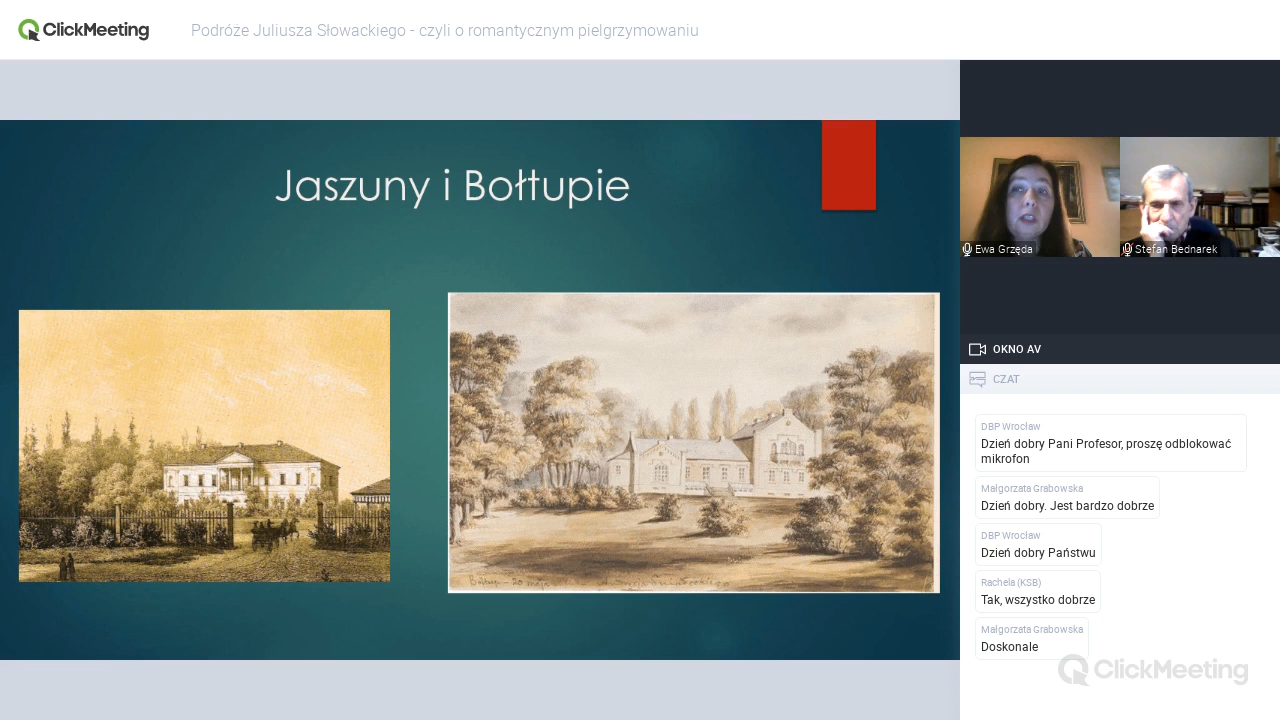 ClickMeeting
Podróże Juliusza Słowackiego - czyli o romantycznym pielgrzymowaniu
Jaszuny i Bołtupie
Ewa Grzęda
Stefan Bednarek
OKNO AV
CZAT
DBP Wrocław
Dzień dobry Pani Profesor, proszę odblokować
mikrofon
Małgorzata Grabowska
Dzień dobry. Jest bardzo dobrze
DBP Wrocław
Dzień dobry Państwu
Rachela (KSB)
Tak, wszystko dobrze
Małgorzata Grabowska
Doskonale
ClickMeeting